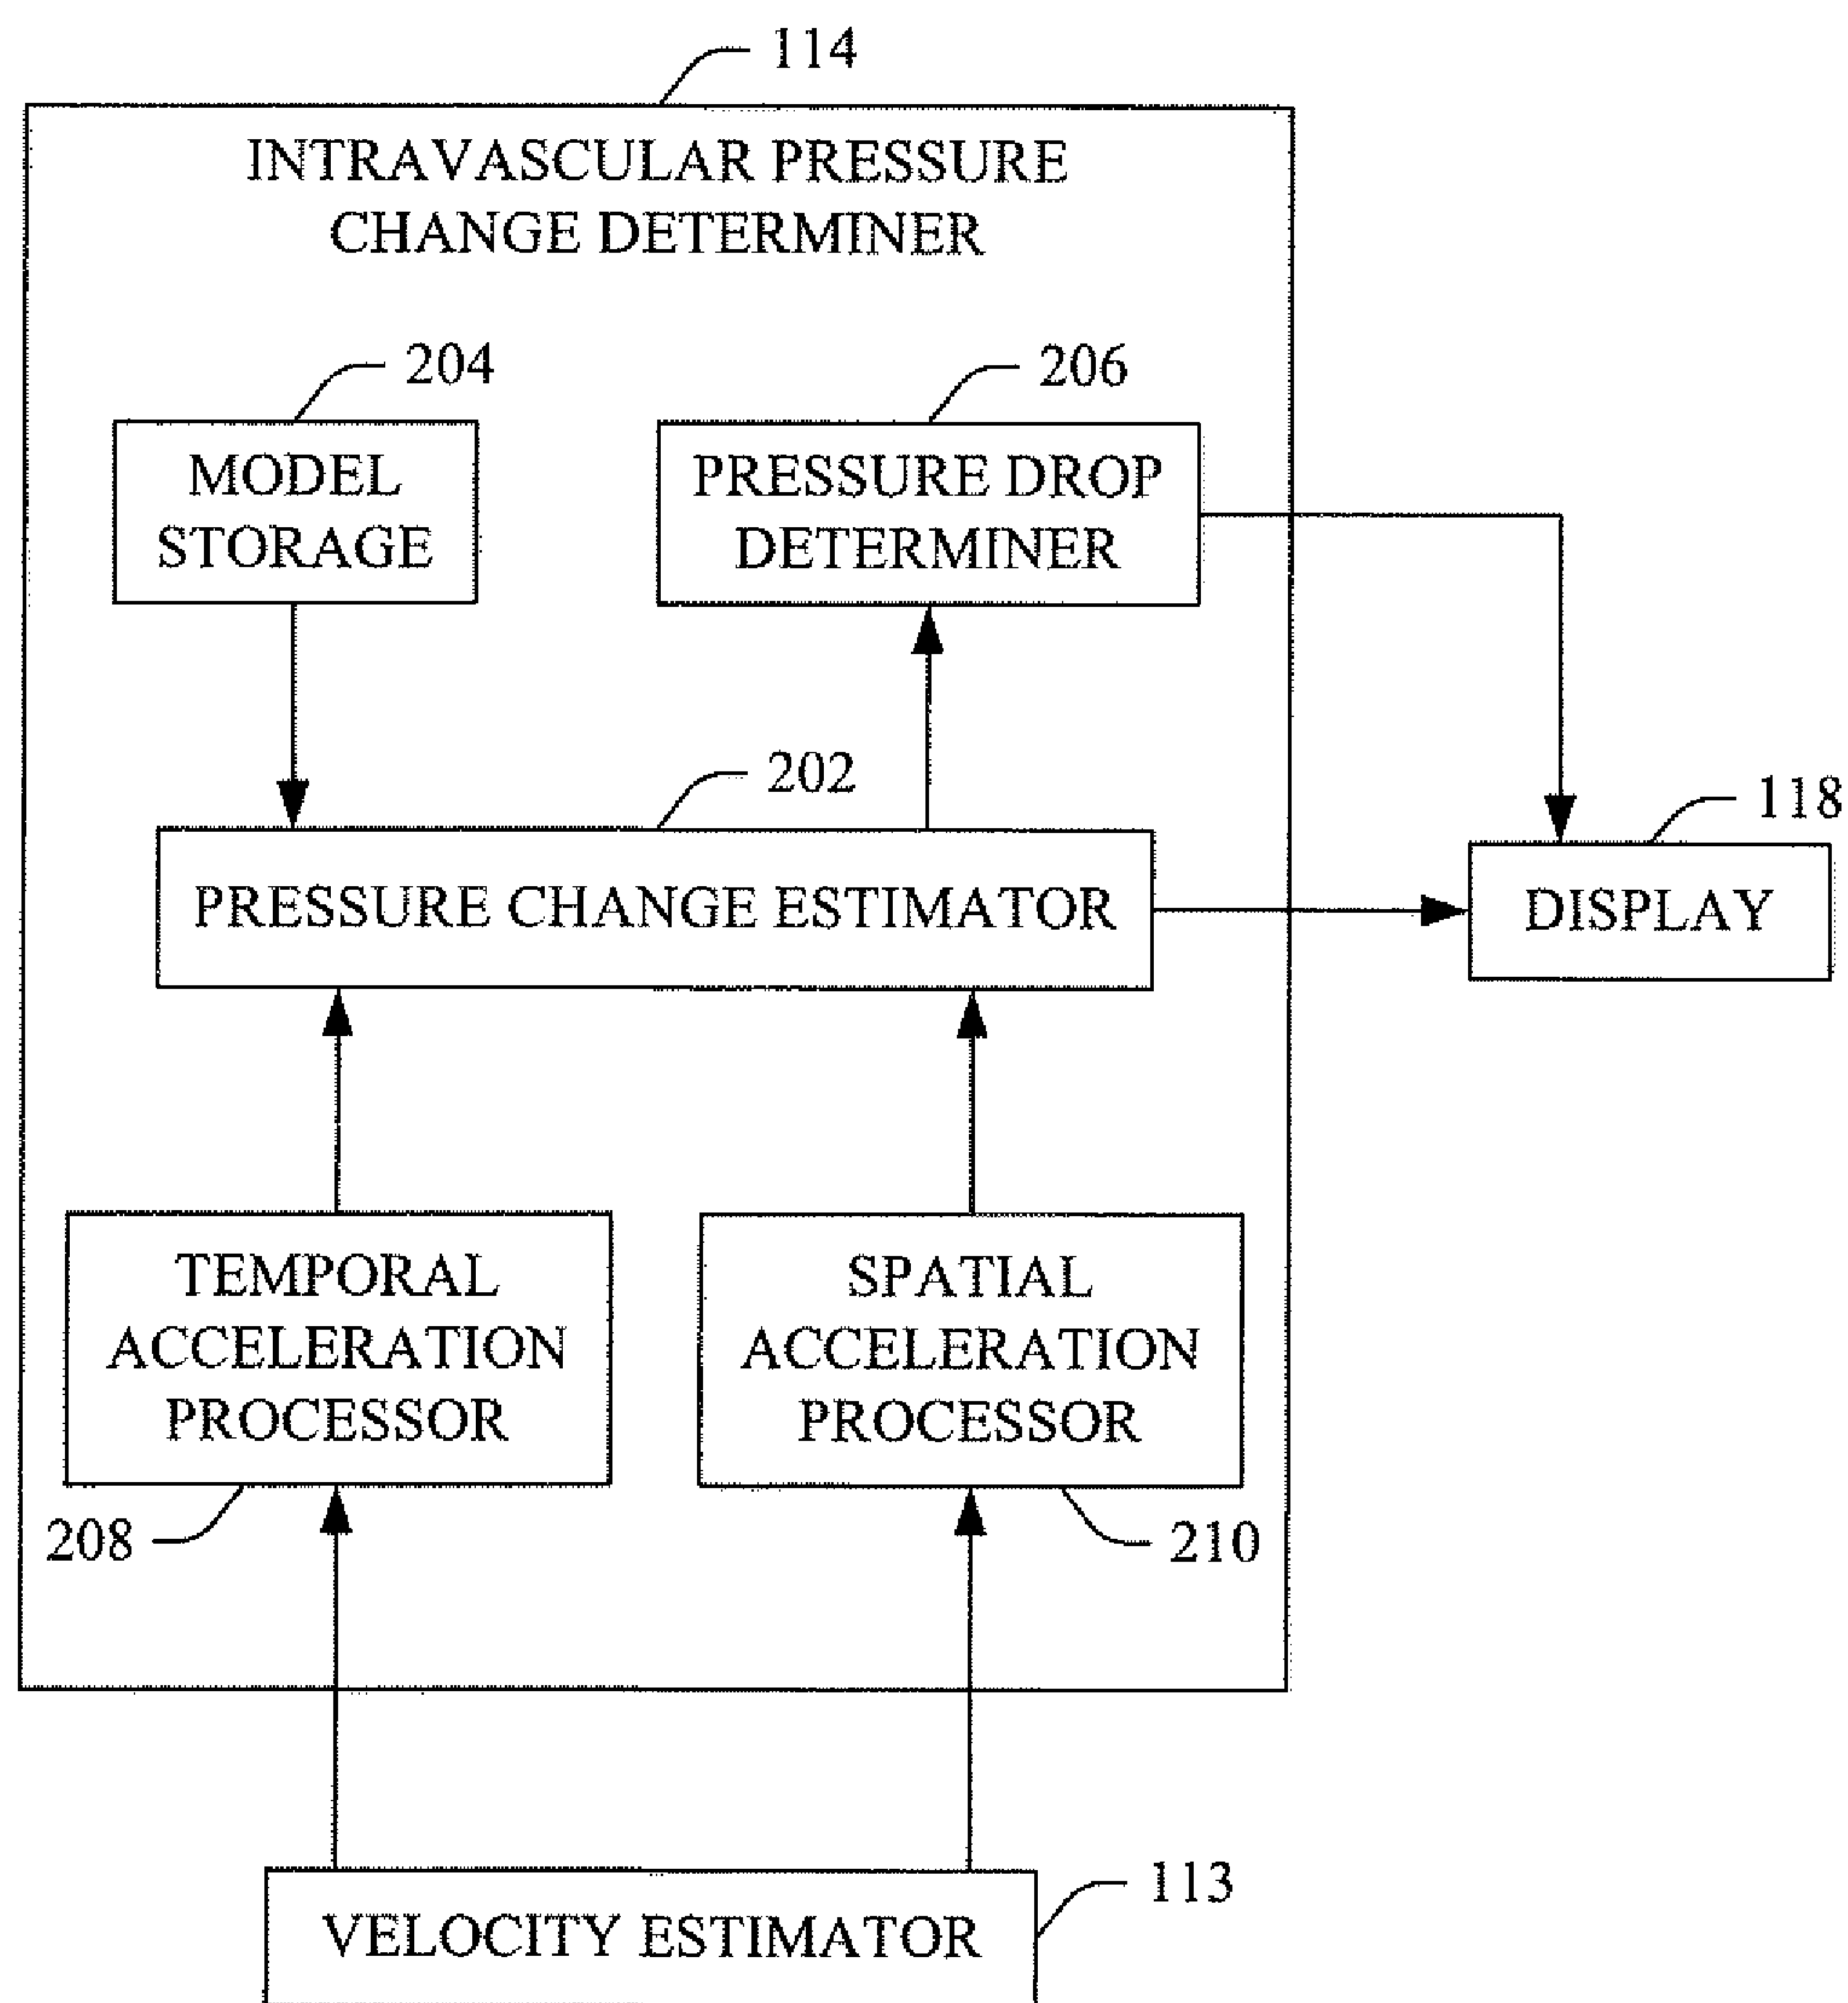 114
INTRAVASCULAR PRESSURE
CHANGE DETERMINER
204
206
MODEL
STORAGE
PRESSURE DROP
DETERMINER
202
118
PRESSURE CHANGE ESTIMATOR
DISPLAY
TEMPORAL
ACCELERATION
PROCESSOR
SPATIAL
ACCELERATION
PROCESSOR
208
210
113
VELOCITY ESTIMATOR